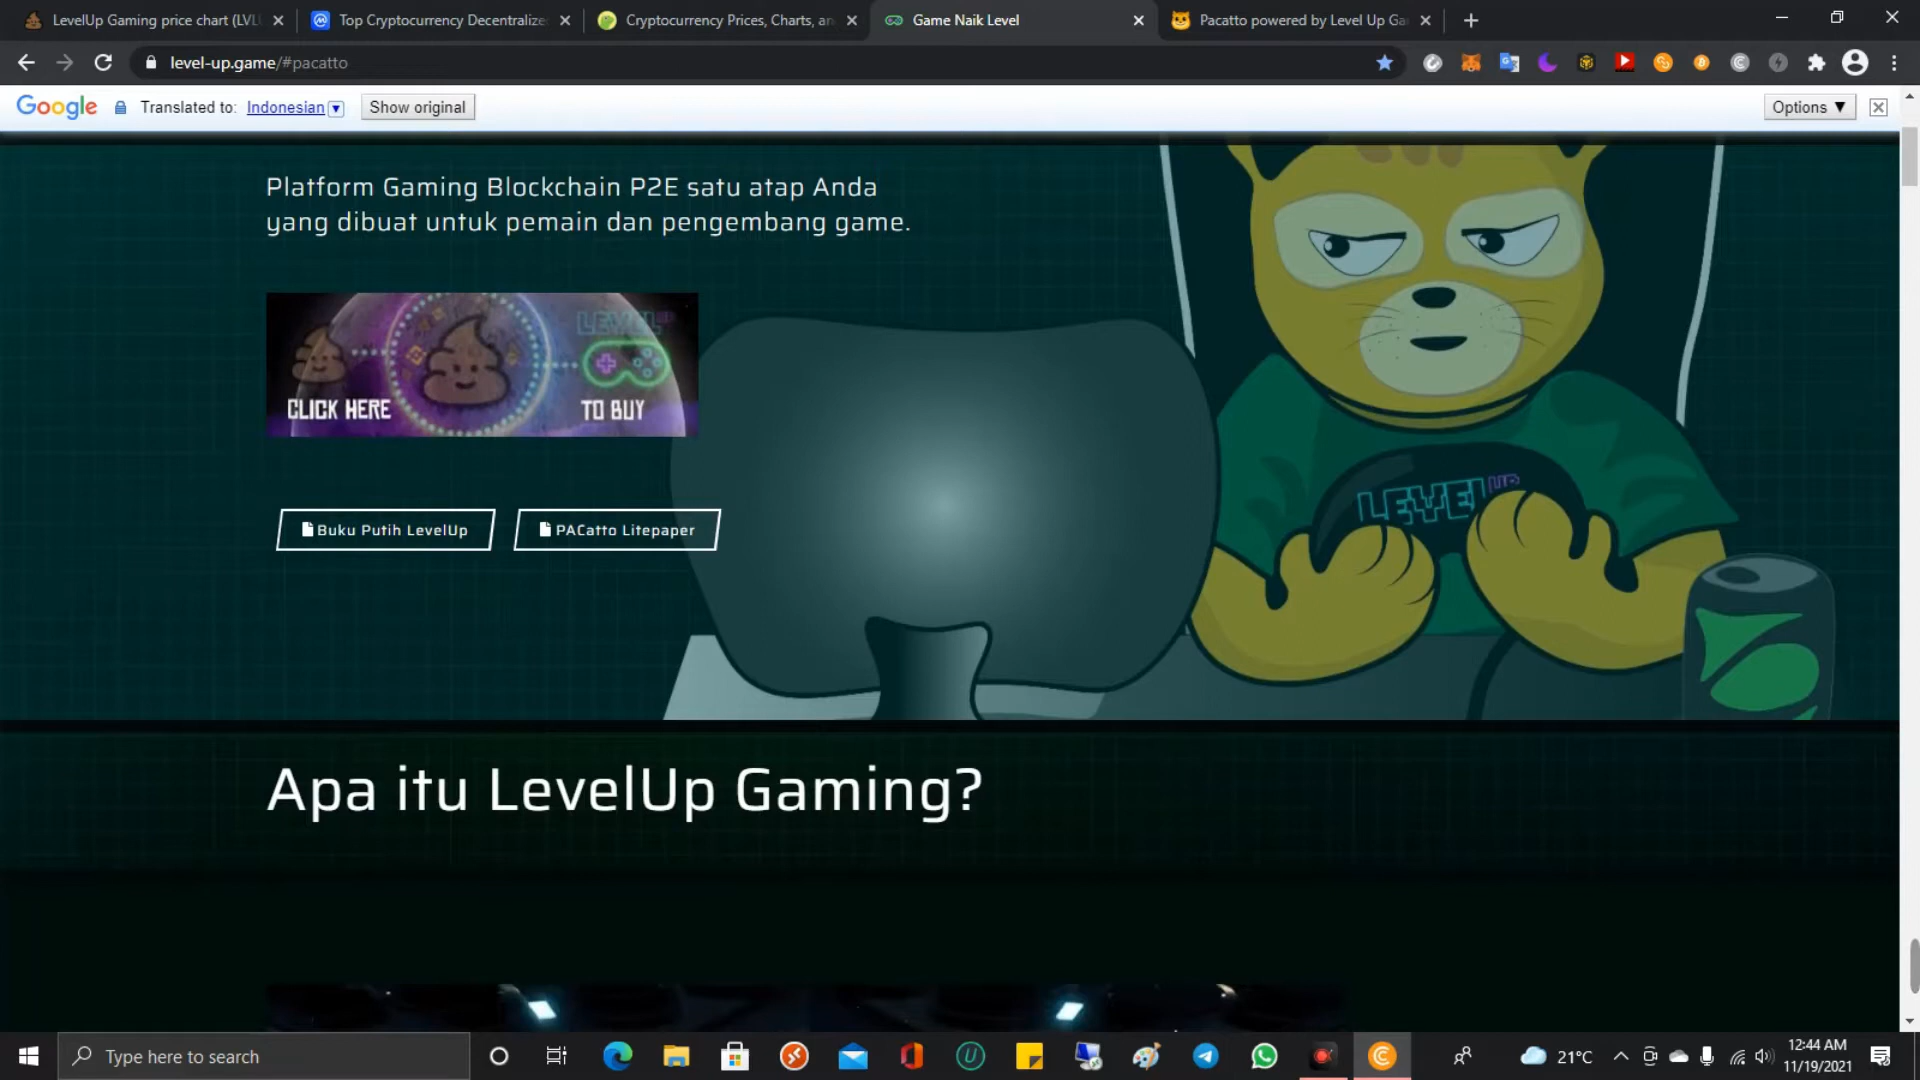 LevelUp Gaming price chart (LVLU
Top Cryptocurrency Decentralize
Cryptocurrency Prices, Charts, an
Game Naik Level
Pacatto powered by Level Up Ga
level-up.game/#pacatto
Google Translated to: Indonesian Show original Options ▼
Platform Gaming Blockchain P2E satu atap Anda
yang dibuat untuk pemain dan pengembang game.
LEVEL UP
CLICK HERE TO BUY
Buku Putih LevelUp
PACatto Litepaper
LEVEL UP
Apa itu LevelUp Gaming?
Type here to search
21°C
12:44 AM
11/19/2021